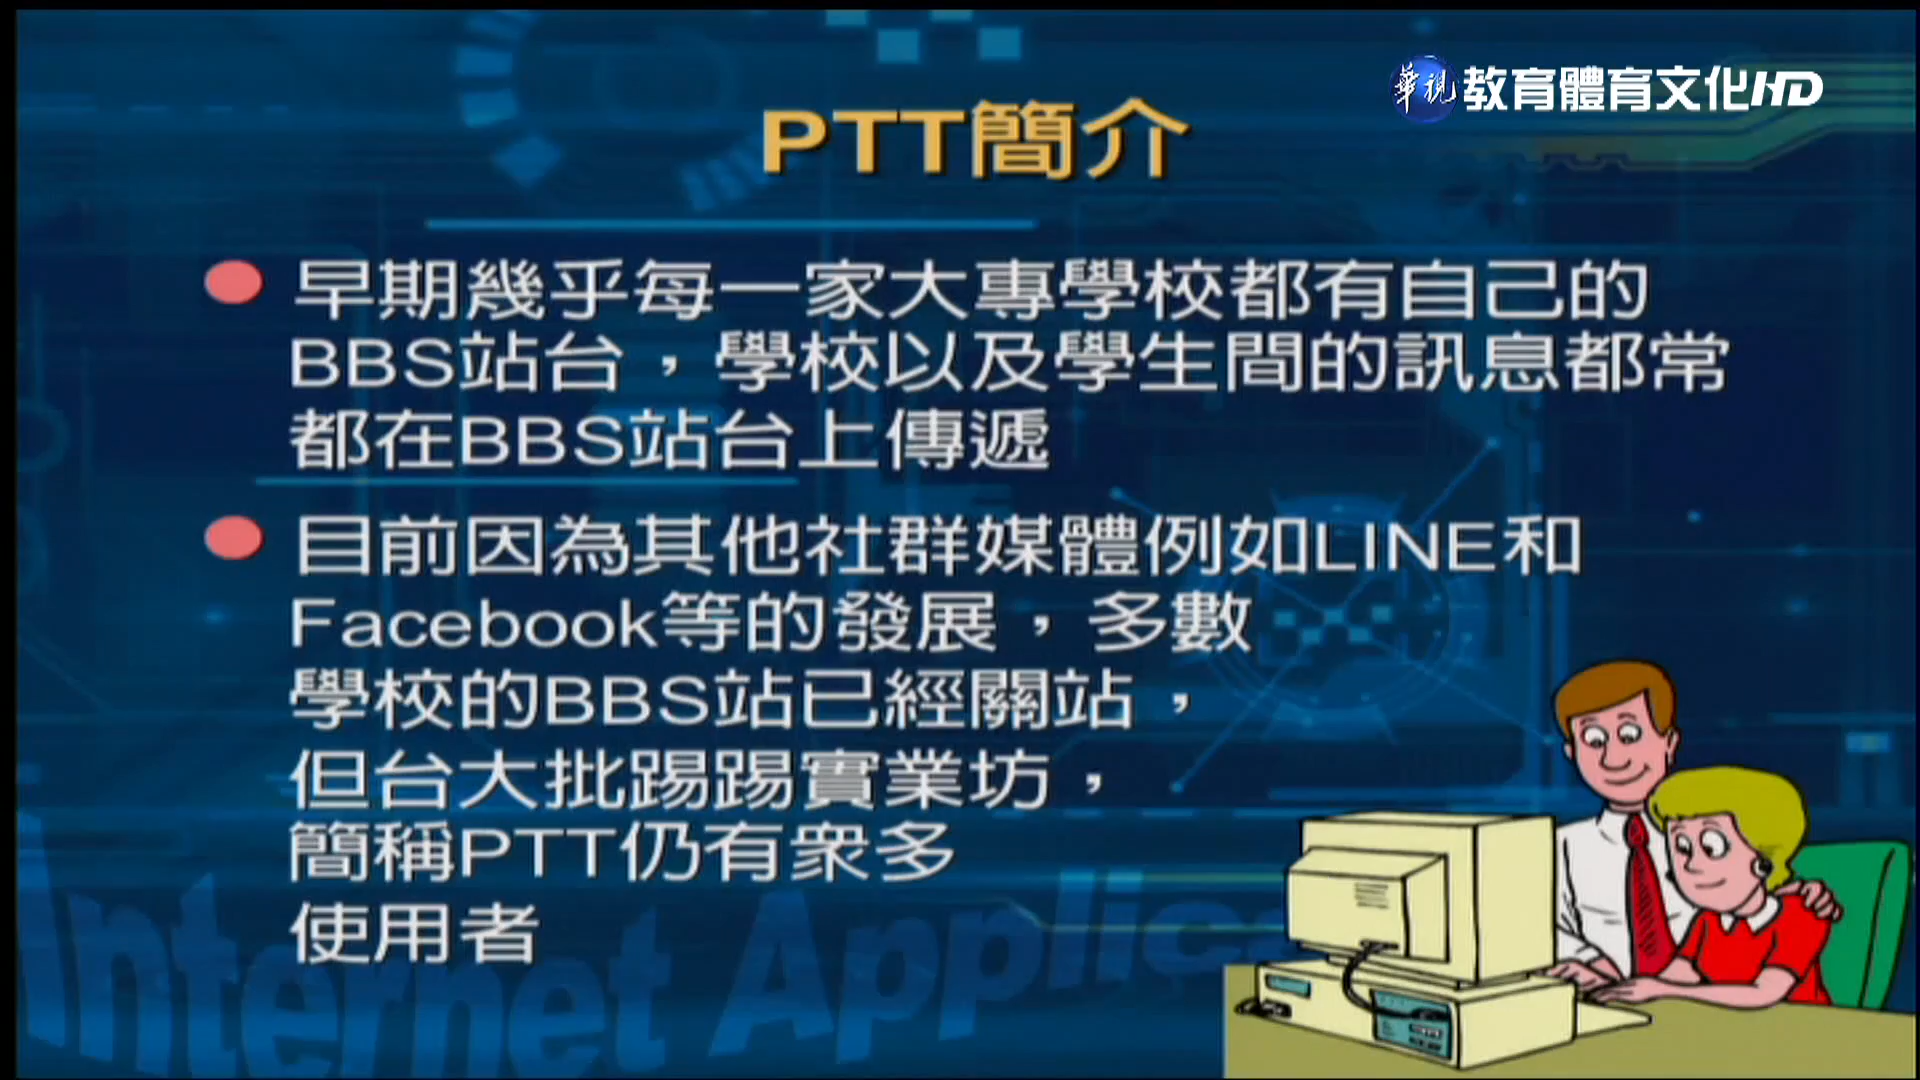 華視 教育體育文化HD
PTT簡介
早期幾乎每一家大專學校都有自己的
BBS站台，學校以及學生間的訊息都常
都在BBS站台上傳遞
目前因為其他社群媒體例如LINE和
Facebook等的發展，多數
學校的BBS站已經關站，
但台大批踢踢實業坊，
簡稱PTT仍有眾多
使用者
Internet Applic